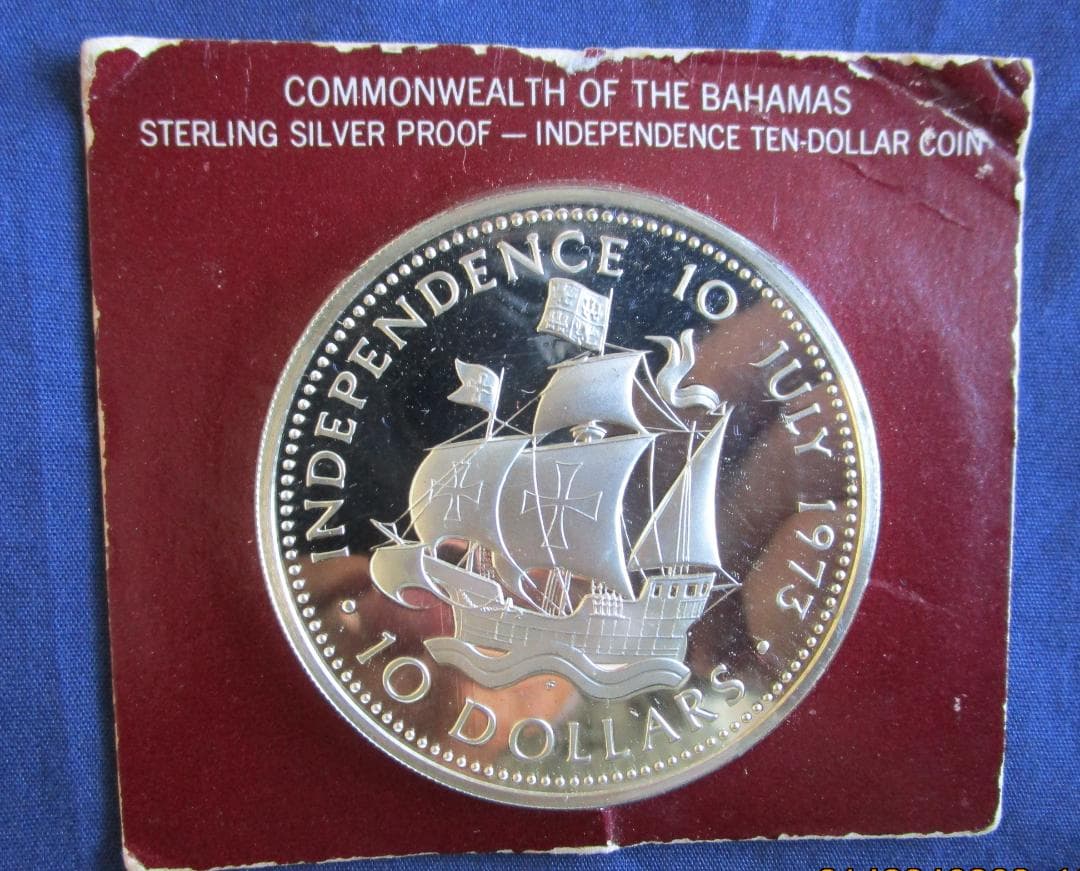 COMMONWEALTH OF THE BAHAMAS
STERLING SILVER PROOF — INDEPENDENCE TEN-DOLLAR COIN
INDEPENDENCE 10 JULY 1973
• 10 DOLLARS •